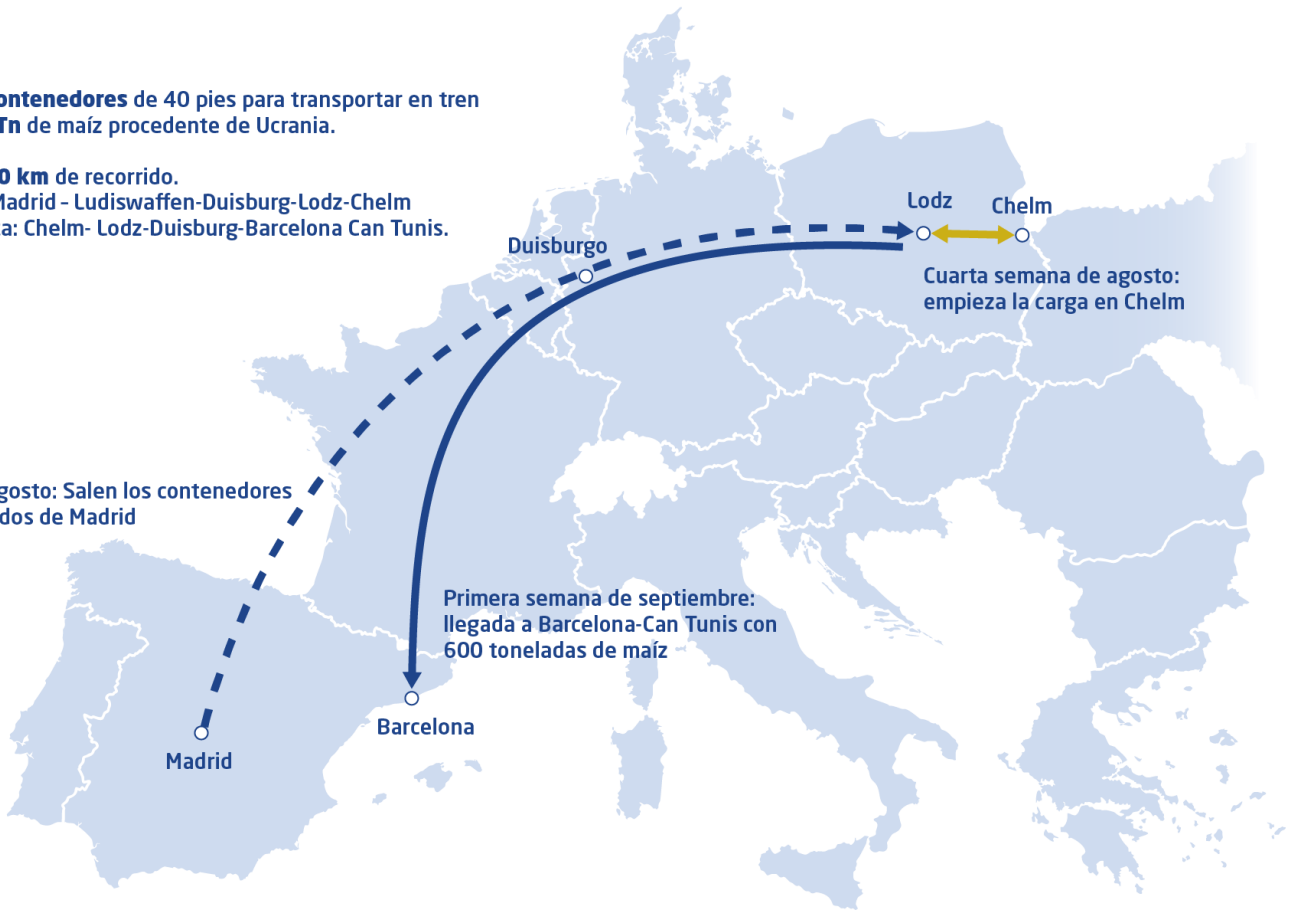 ontenedores de 40 pies para transportar en tren
Tn de maíz procedente de Ucrania.
0 km de recorrido.
Madrid – Ludiswaffen-Duisburg-Lodz-Chelm
ta: Chelm- Lodz-Duisburg-Barcelona Can Tunis.
Lodz
Chelm
Duisburgo
Cuarta semana de agosto:
empieza la carga en Chelm
gosto: Salen los contenedores
dos de Madrid
Primera semana de septiembre:
llegada a Barcelona-Can Tunis con
600 toneladas de maíz
Barcelona
Madrid